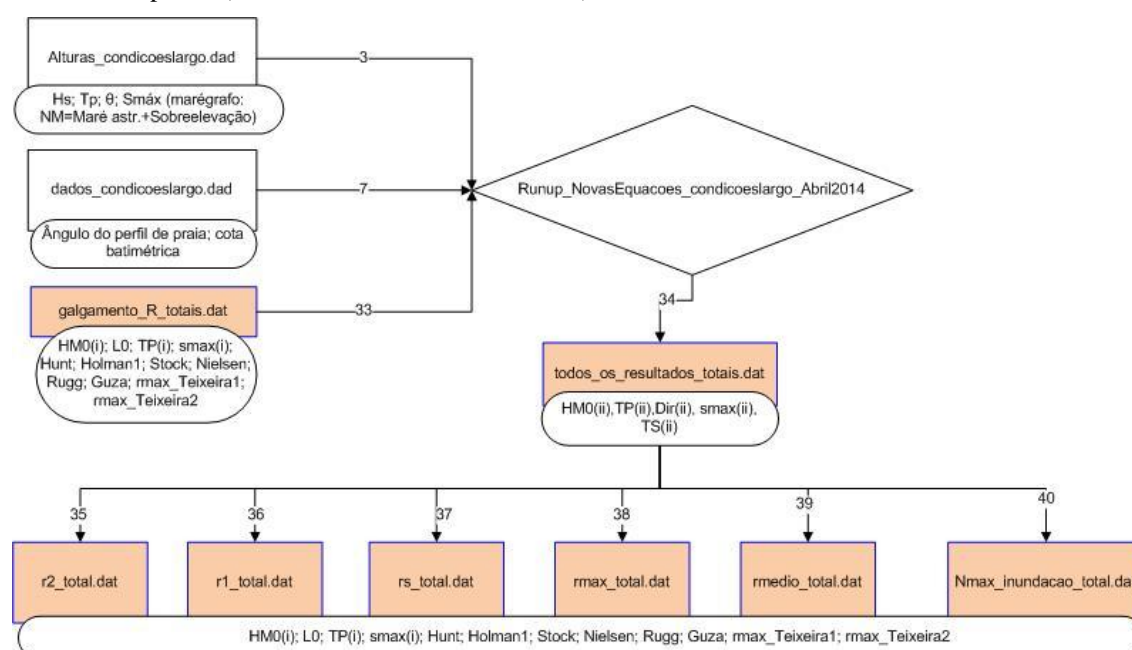 Alturas_condicoeslargo.dad
3
Hs; Tp; θ; Smáx (marégrafo:
NM=Maré astr.+Sobreelevação)
dados_condicoeslargo.dad
7
Runup_NovasEquacoes_condicoeslargo_Abril2014
Ângulo do perfil de praia; cota
batimétrica
galgamento_R_totais.dat
33
34
HM0(i); L0; TP(i); smax(i);
Hunt; Holman1; Stock; Nielsen;
Rugg; Guza; rmax_Teixeira1;
rmax_Teixeira2
todos_os_resultados_totais.dat
HM0(ii),TP(ii),Dir(ii), smax(ii),
TS(ii)
35
36
37
38
39
40
r2_total.dat
r1_total.dat
rs_total.dat
rmax_total.dat
rmedio_total.dat
Nmax_inundacao_total.da
HM0(i); L0; TP(i); smax(i); Hunt; Holman1; Stock; Nielsen; Rugg; Guza; rmax_Teixeira1; rmax_Teixeira2